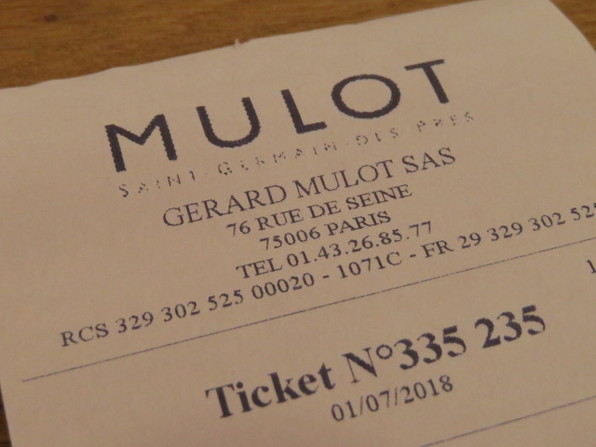 MULOT
SAINT-GERMAIN DES PRES
GERARD MULOT SAS
76 RUE DE SEINE
75006 PARIS
TEL 01.43.26.85.77
RCS 329 302 525 00020 - 1071C - FR 29 329 302 525
Ticket N°335 235
01/07/2018